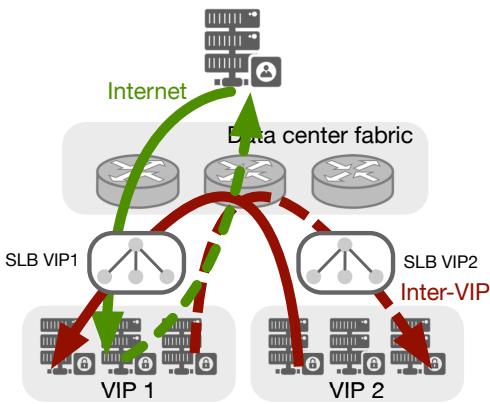 Internet
Data center fabric
SLB VIP1
SLB VIP2
Inter-VIP
VIP 1
VIP 2